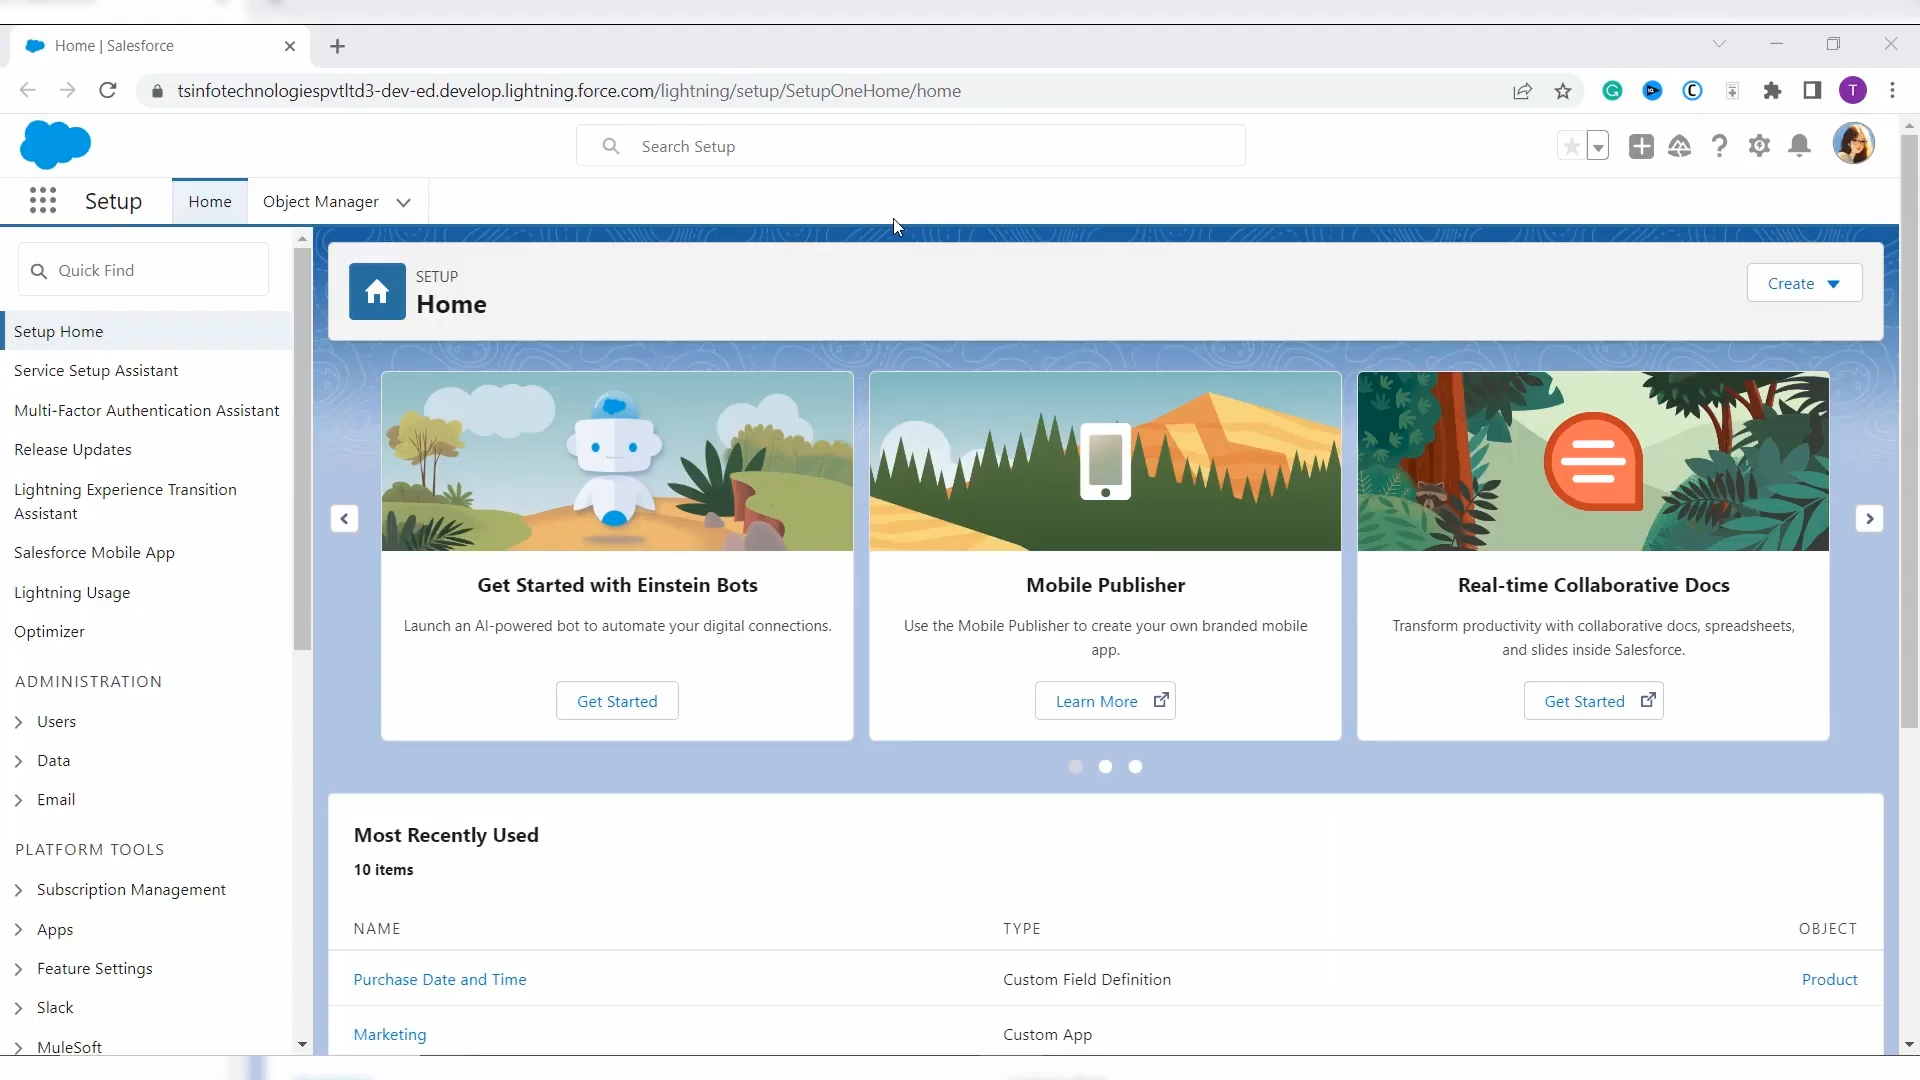 Home | Salesforce
tsinfotechnologiespvtltd3-dev-ed.develop.lightning.force.com/lightning/setup/SetupOneHome/home
G
C
T
Search Setup
Setup
Home
Object Manager
Quick Find
Setup Home
Service Setup Assistant
Multi-Factor Authentication Assistant
Release Updates
Lightning Experience Transition
Assistant
Salesforce Mobile App
Lightning Usage
Optimizer
ADMINISTRATION
Users
Data
Email
PLATFORM TOOLS
Subscription Management
Apps
Feature Settings
Slack
MuleSoft
SETUP
Home
Create
Get Started with Einstein Bots
Launch an AI-powered bot to automate your digital connections.
Get Started
Mobile Publisher
Use the Mobile Publisher to create your own branded mobile
app.
Learn More
Real-time Collaborative Docs
Transform productivity with collaborative docs, spreadsheets,
and slides inside Salesforce.
Get Started
Most Recently Used
10 items
NAME TYPE OBJECT
Purchase Date and Time Custom Field Definition Product
Marketing Custom App